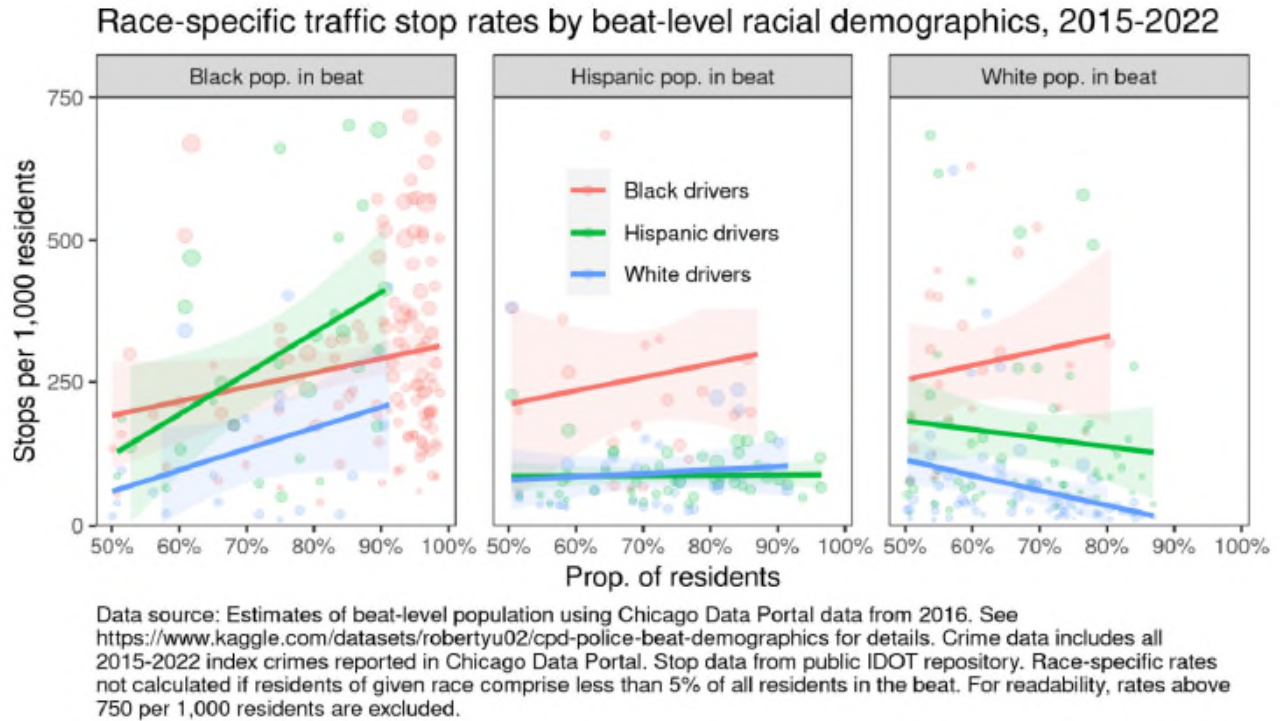 Race-specific traffic stop rates by beat-level racial demographics, 2015-2022
Black pop. in beat
Hispanic pop. in beat
White pop. in beat
750
500
250
0
Stops per 1,000 residents
Black drivers
Hispanic drivers
White drivers
50% 60% 70% 80% 90% 100%
50% 60% 70% 80% 90% 100%
50% 60% 70% 80% 90% 100%
Prop. of residents
Data source: Estimates of beat-level population using Chicago Data Portal data from 2016. See
https://www.kaggle.com/datasets/robertyu02/cpd-police-beat-demographics for details. Crime data includes all
2015-2022 index crimes reported in Chicago Data Portal. Stop data from public IDOT repository. Race-specific rates
not calculated if residents of given race comprise less than 5% of all residents in the beat. For readability, rates above
750 per 1,000 residents are excluded.